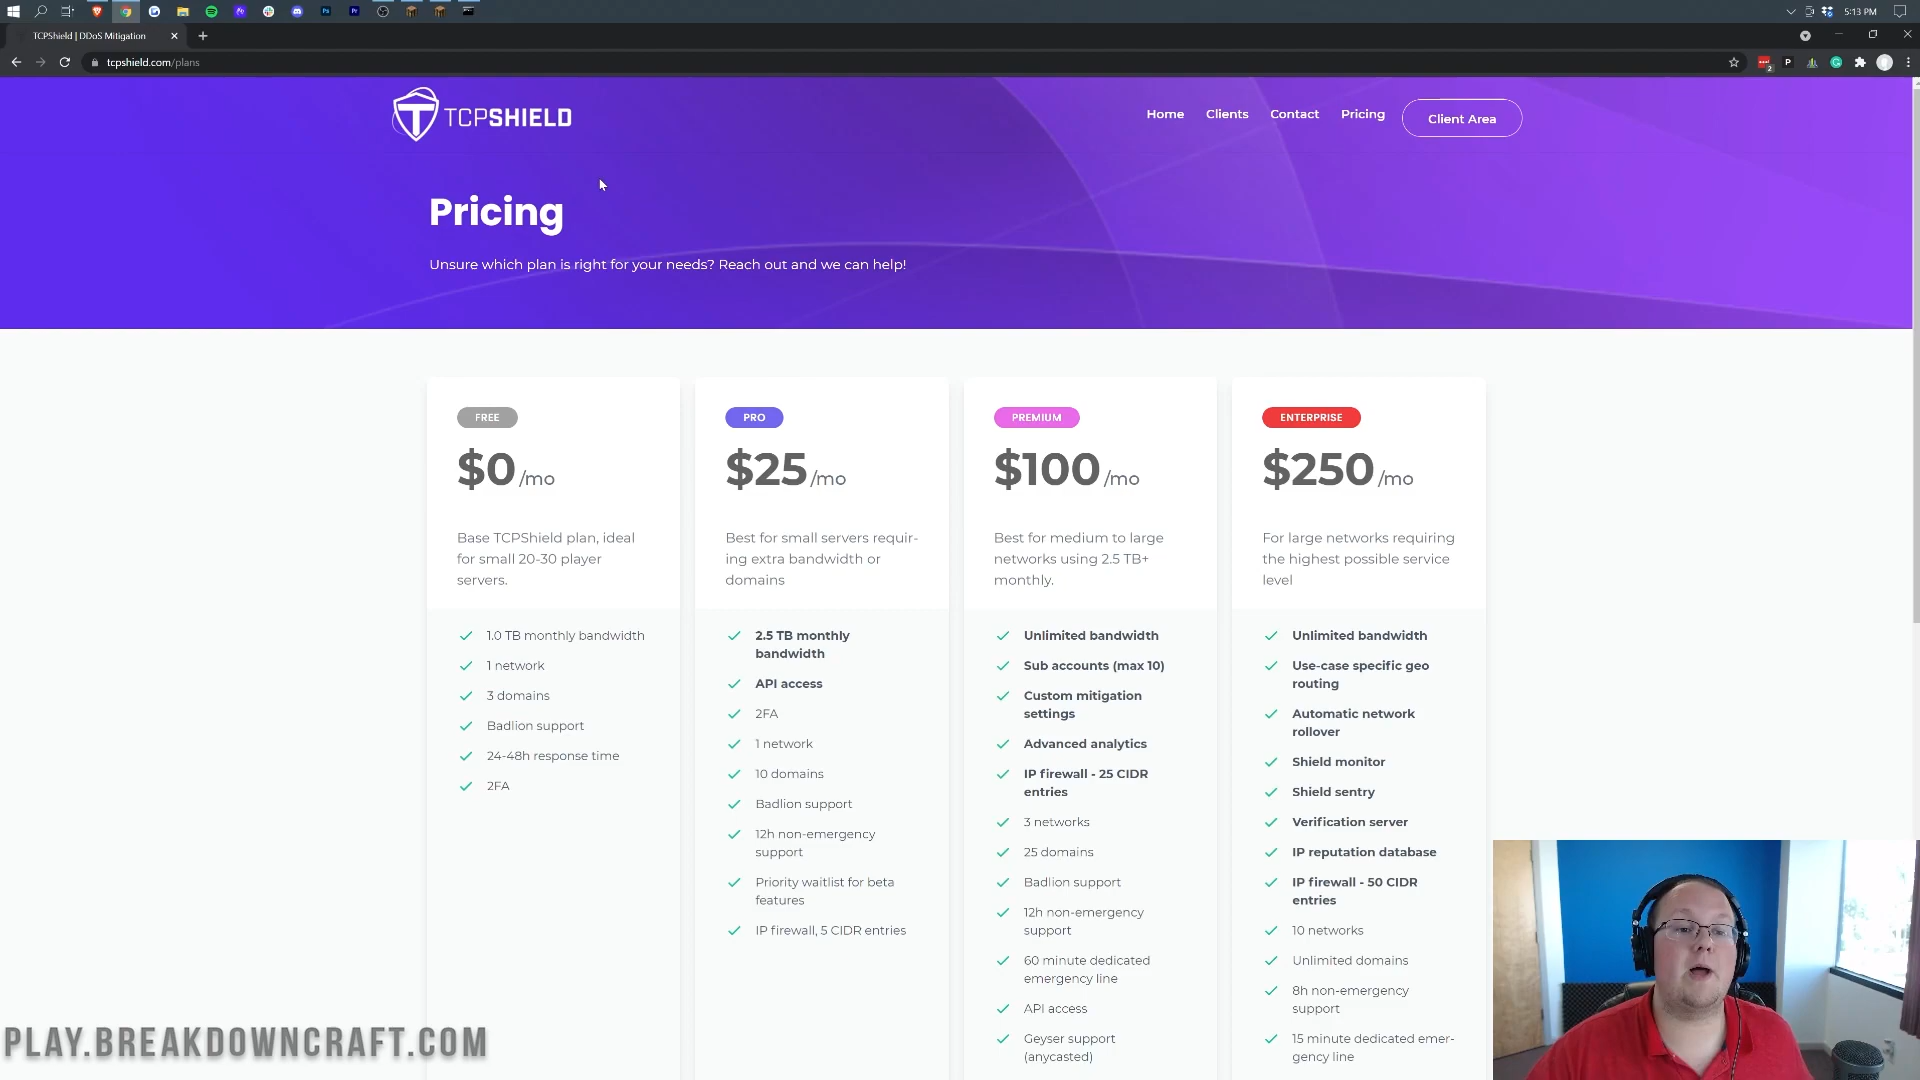 5:13 PM
TCPShield | DDoS Mitigation
tcpshield.com/plans
TCPSHIELD
Home
Clients
Contact
Pricing
Client Area
Pricing
Unsure which plan is right for your needs? Reach out and we can help!
FREE
$0 /mo
Base TCPShield plan, ideal
for small 20-30 player
servers.
1.0 TB monthly bandwidth
1 network
3 domains
Badlion support
24-48h response time
2FA
PRO
$25 /mo
Best for small servers requir-
ing extra bandwidth or
domains
2.5 TB monthly
bandwidth
API access
2FA
1 network
10 domains
Badlion support
12h non-emergency
support
Priority waitlist for beta
features
IP firewall, 5 CIDR entries
PREMIUM
$100 /mo
Best for medium to large
networks using 2.5 TB+
monthly.
Unlimited bandwidth
Sub accounts (max 10)
Custom mitigation
settings
Advanced analytics
IP firewall - 25 CIDR
entries
3 networks
25 domains
Badlion support
12h non-emergency
support
60 minute dedicated
emergency line
API access
Geyser support
(anycasted)
ENTERPRISE
$250 /mo
For large networks requiring
the highest possible service
level
Unlimited bandwidth
Use-case specific geo
routing
Automatic network
rollover
Shield monitor
Shield sentry
Verification server
IP reputation database
IP firewall - 50 CIDR
entries
10 networks
Unlimited domains
8h non-emergency
support
15 minute dedicated emer-
gency line
PLAY.BREAKDOWNCRAFT.COM